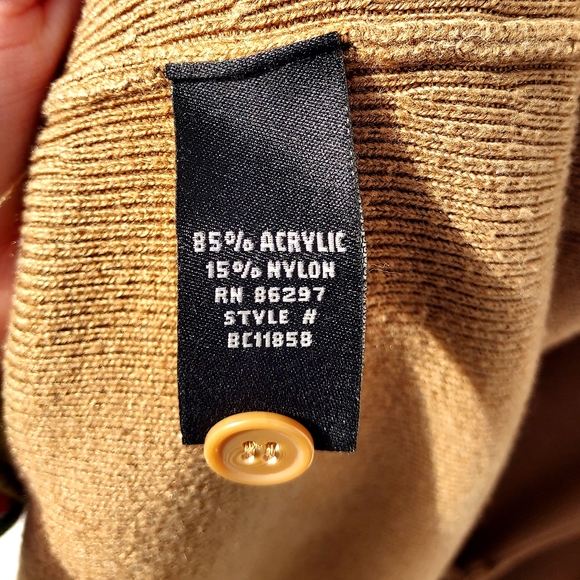 85% ACRYLIC
15% NYLON
RN 86297
STYLE #
BC11858